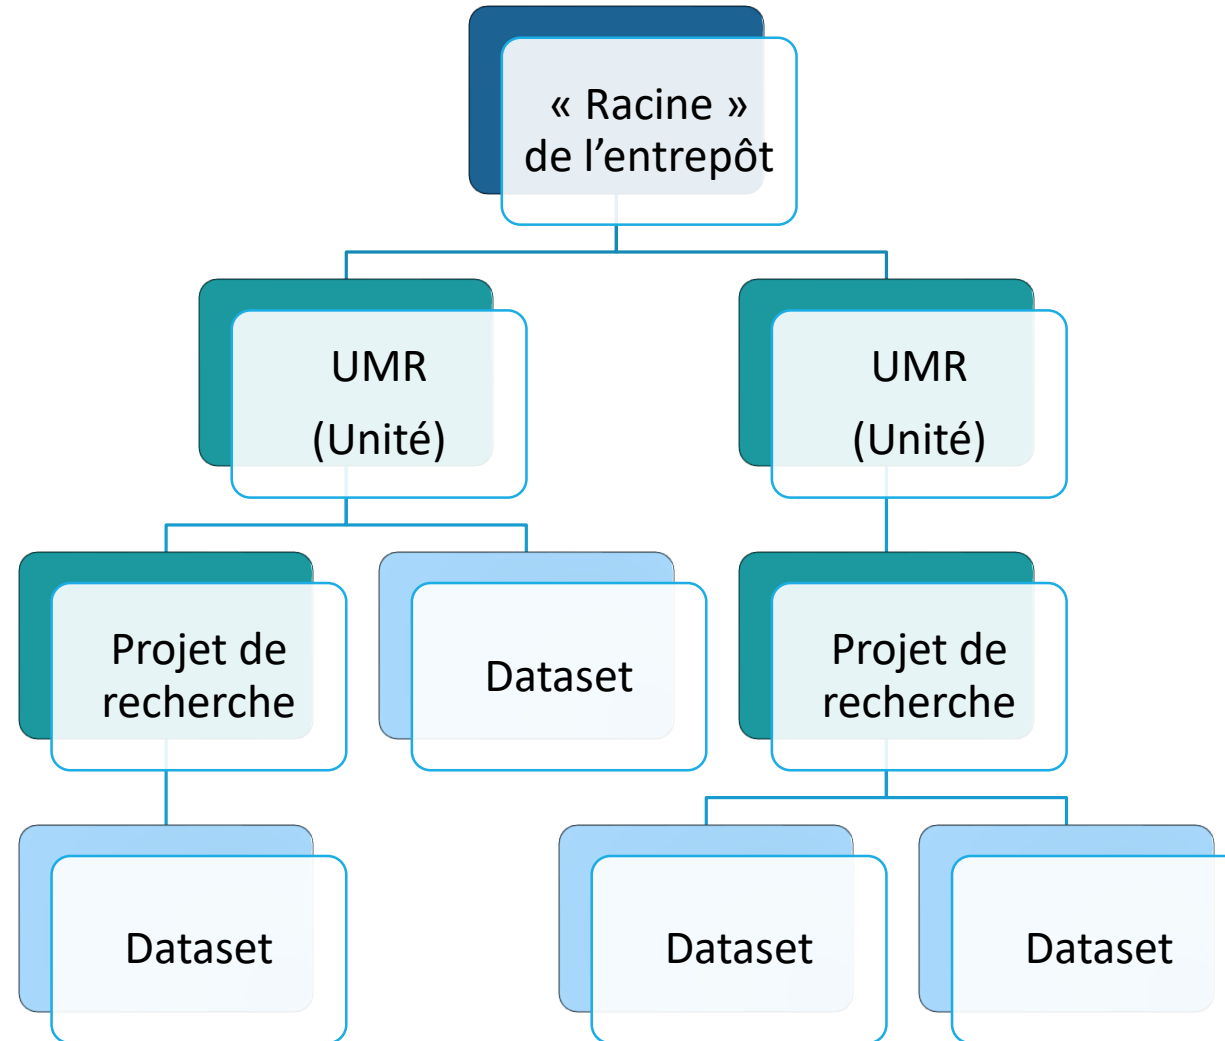 « Racine »
de l’entrepôt
UMR
(Unité)
UMR
(Unité)
Projet de
recherche
Dataset
Projet de
recherche
Dataset
Dataset
Dataset